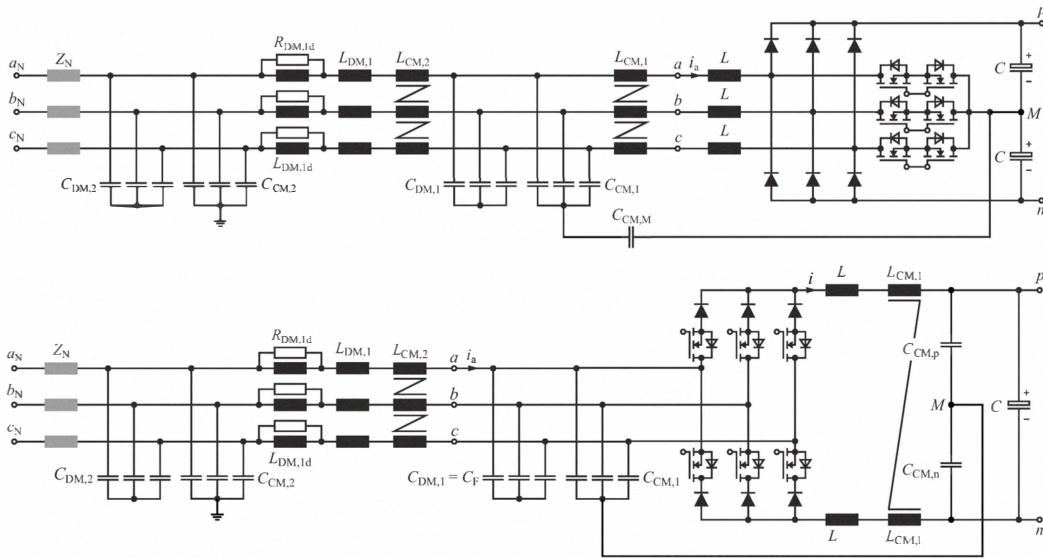 p
R_DM,1d
Z_N
L_DM,1
L_CM,2
L_CM,1
a_N
a
i_a
L
C
+
−
b_N
b
L
M
c_N
c
L
C
+
−
L_DM,1d
C_DM,2
C_CM,2
C_DM,1
C_CM,1
C_CM,M
n
i
L
L_CM,1
p
R_DM,1d
Z_N
L_DM,1
L_CM,2
a_N
a
i_a
C_CM,p
b_N
b
M
C
+
−
c_N
c
L_DM,1d
C_DM,2
C_CM,2
C_DM,1 = C_F
C_CM,1
C_CM,n
L
L_CM,1
n